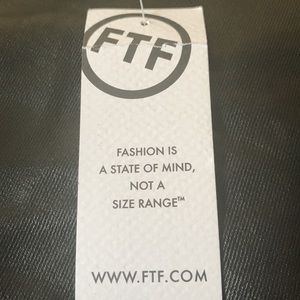 FTF
FASHION IS
A STATE OF MIND,
NOT A
SIZE RANGE™
WWW.FTF.COM